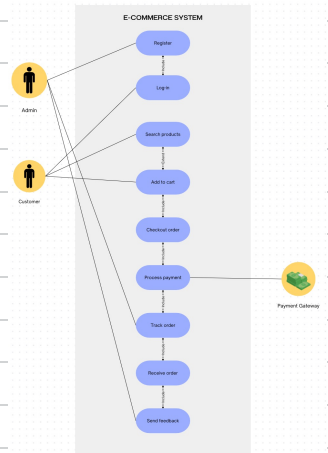 E-COMMERCE SYSTEM
Register
Log in
Admin
Search products
Customer
Add to cart
Checkout order
Process payment
Payment Gateway
Track order
Receive order
Send feedback